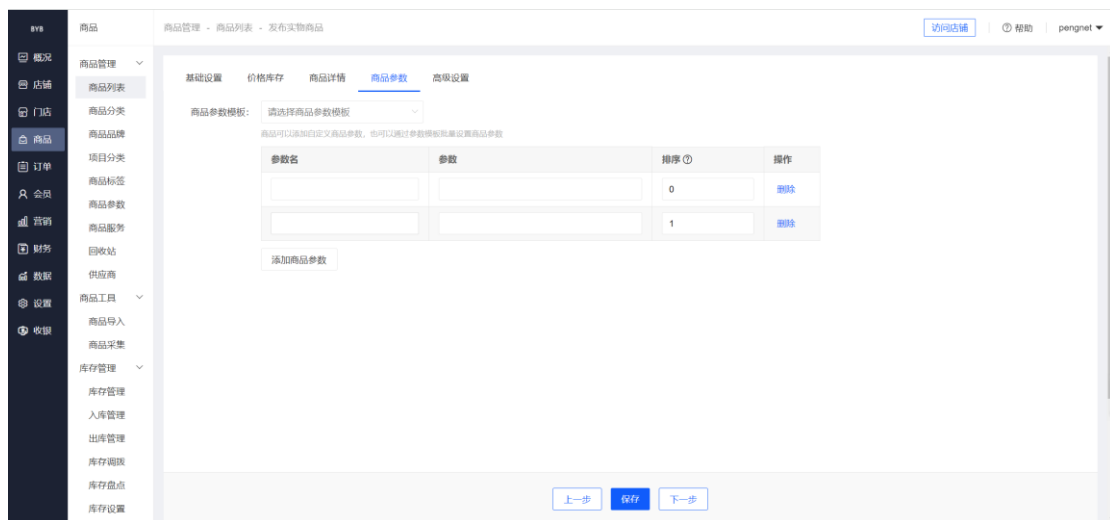 BYB
概况
店铺
门店
商品
订单
会员
营销
财务
数据
设置
收银
商品
商品管理
商品列表
商品分类
商品品牌
项目分类
商品标签
商品参数
商品服务
回收站
供应商
商品工具
商品导入
商品采集
库存管理
库存管理
入库管理
出库管理
库存调拨
库存盘点
库存设置
商品管理 - 商品列表 - 发布实物商品
访问店铺 帮助 pengnet
基础设置 价格库存 商品详情 商品参数 高级设置
商品参数模板: 请选择商品参数模板
商品可以添加自定义商品参数，也可以通过参数模板批量设置商品参数
参数名 参数 排序 操作
0 删除
1 删除
添加商品参数
上一步 保存 下一步